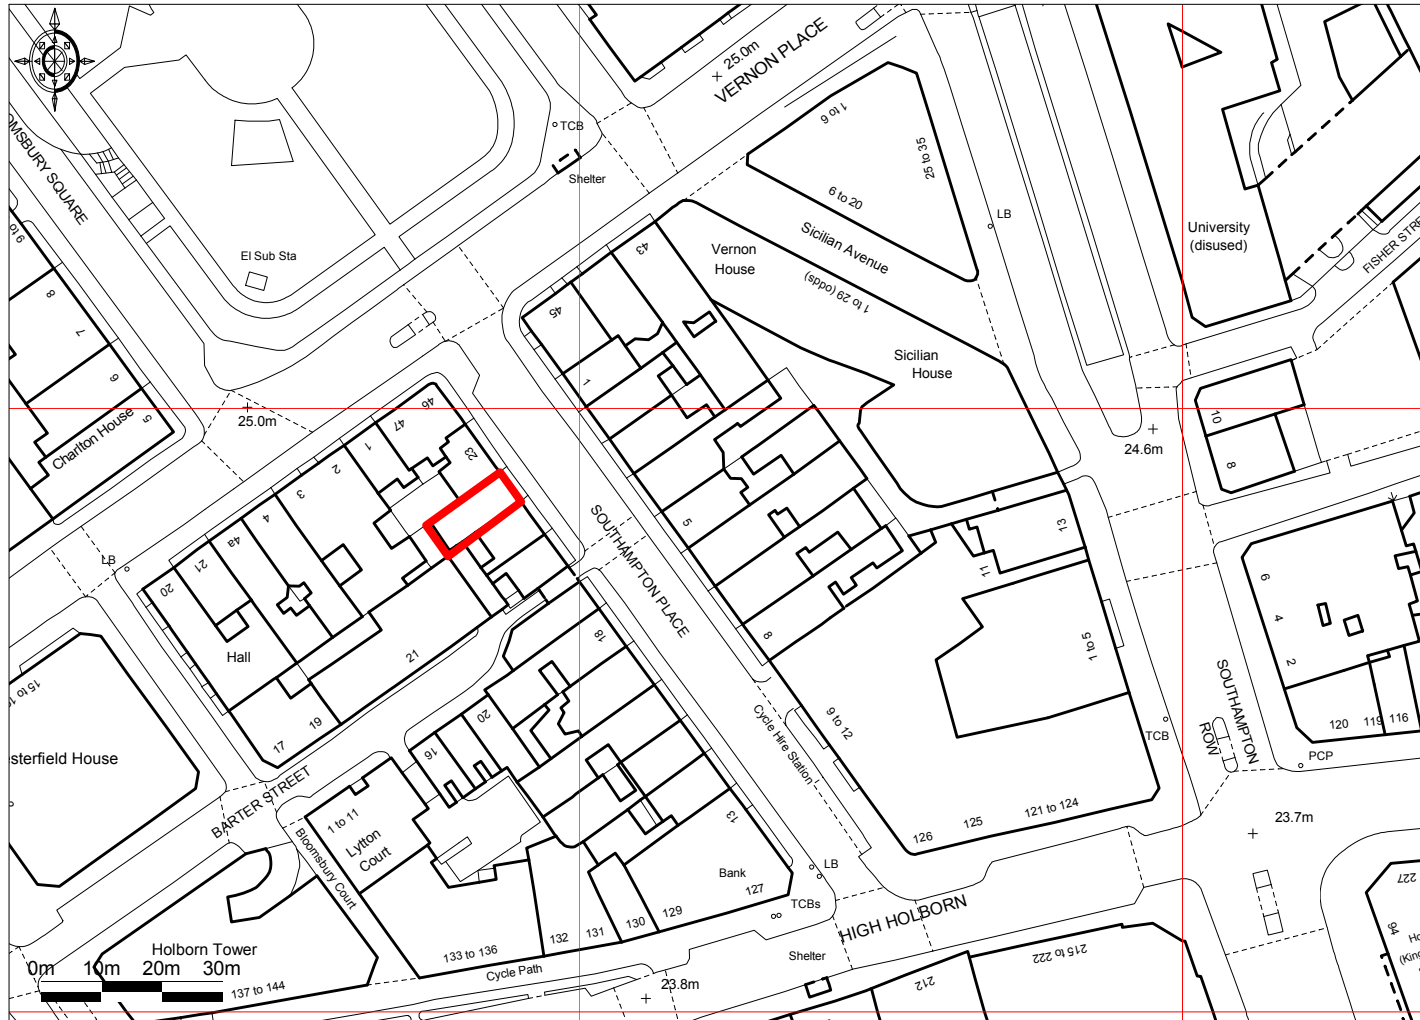 VERNON PLACE
25.0m
TCB
Shelter
1 to 6
25 to 35
6 to 20
Sicilian Avenue
LB
University
(disused)
OMSBURY SQUARE
El Sub Sta
Vernon
House
43
45
1 to 29 (odds)
Sicilian
House
8
7
6
5
Charlton House
25.0m
1
46
47
1
2
3
4
4a
21
20
23
LB
Hall
21
17
19
SOUTHAMPTON PLACE
5
8
18
20
16
13
11
1 to 5
9 to 12
24.6m
10
8
6
4
2
120
119
116
SOUTHAMPTON
ROW
TCB
PCP
23.7m
sterfield House
BARTER STREET
Bloomsbury Court
1 to 11
Lytton
Court
Cycle Hire Station
13
Bank
127
129
130
131
132
133 to 136
126
125
121 to 124
LB
TCBs
HIGH HOLBORN
Shelter
Cycle Path
23.8m
212
215 to 222
227
94
Holborn Tower
0m 10m 20m 30m
137 to 144